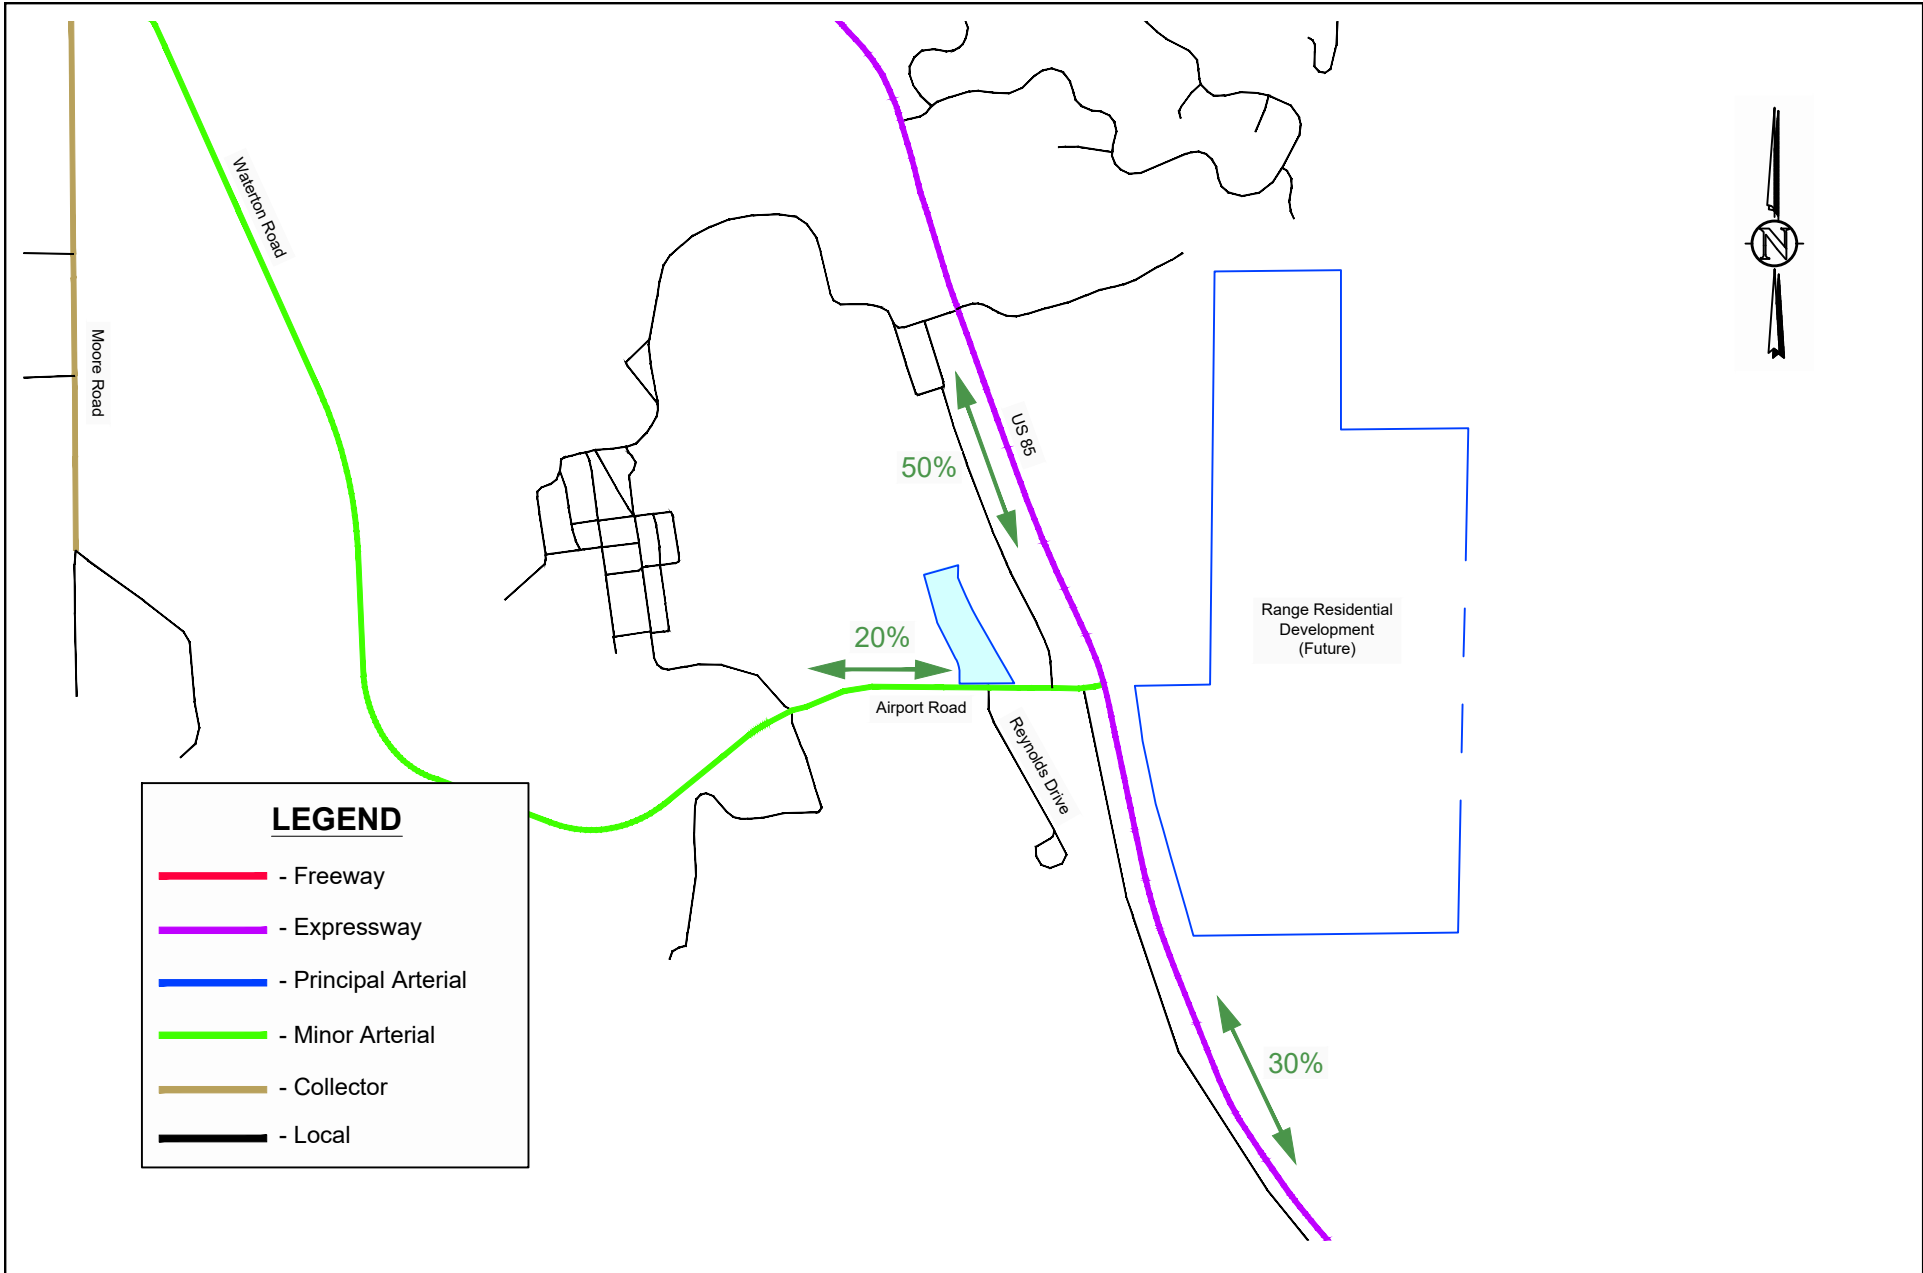 Waterton Road
Moore Road
N
US 85
50%
Range Residential
Development
(Future)
20%
Airport Road
Reynolds Drive
LEGEND
- Freeway
- Expressway
- Principal Arterial
- Minor Arterial
- Collector
- Local
30%